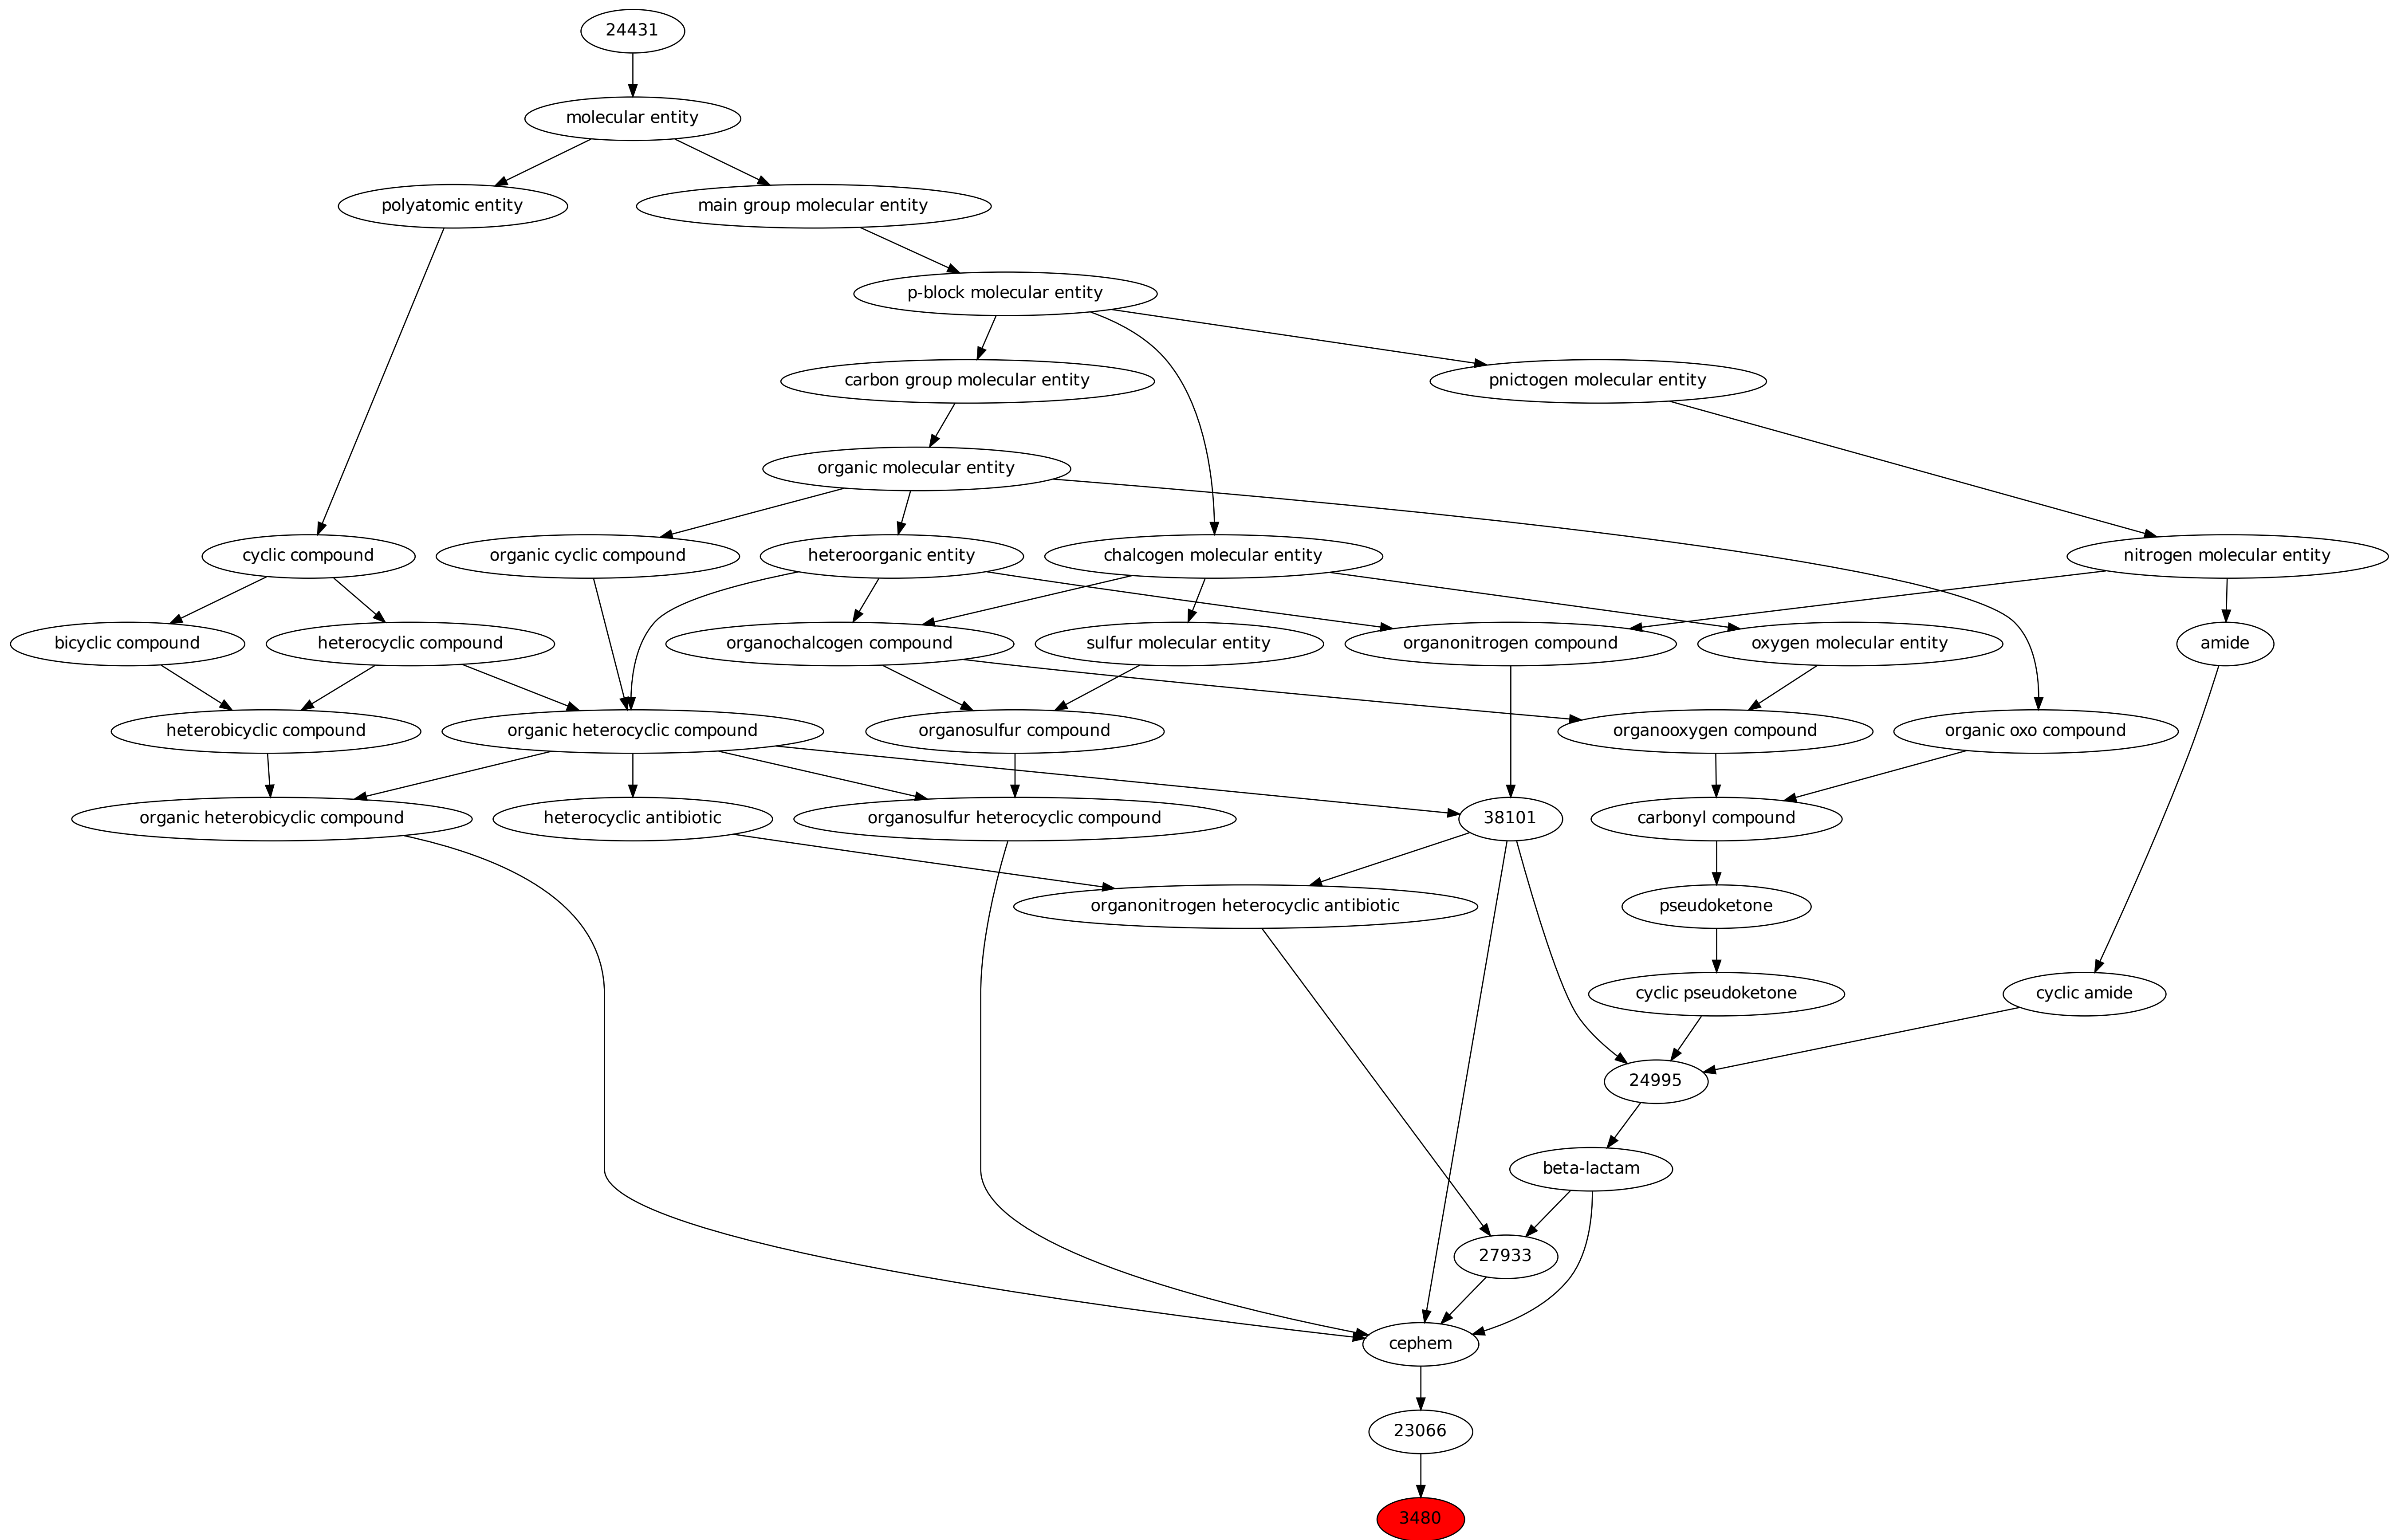 24431
molecular entity
polyatomic entity
main group molecular entity
p-block molecular entity
carbon group molecular entity
pnictogen molecular entity
organic molecular entity
cyclic compound
organic cyclic compound
heteroorganic entity
chalcogen molecular entity
nitrogen molecular entity
bicyclic compound
heterocyclic compound
organochalcogen compound
sulfur molecular entity
organonitrogen compound
oxygen molecular entity
amide
heterobicyclic compound
organic heterocyclic compound
organosulfur compound
organooxygen compound
organic oxo compound
organic heterobicyclic compound
heterocyclic antibiotic
organosulfur heterocyclic compound
38101
carbonyl compound
organonitrogen heterocyclic antibiotic
pseudoketone
cyclic pseudoketone
cyclic amide
24995
beta-lactam
27933
cephem
23066
3480